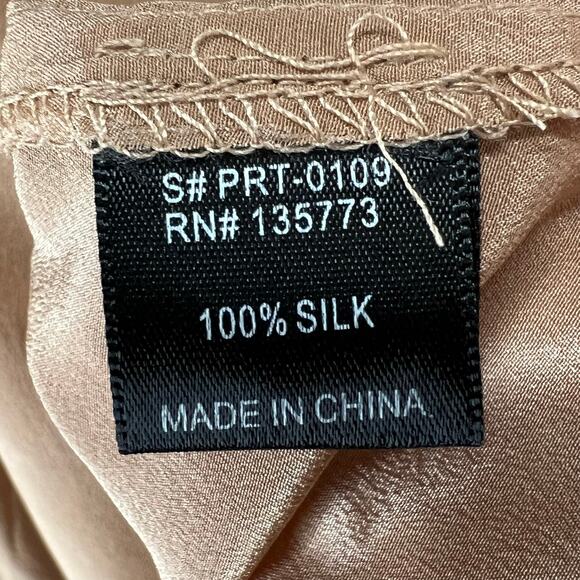 S# PRT-0109
RN# 135773
100% SILK
MADE IN CHINA